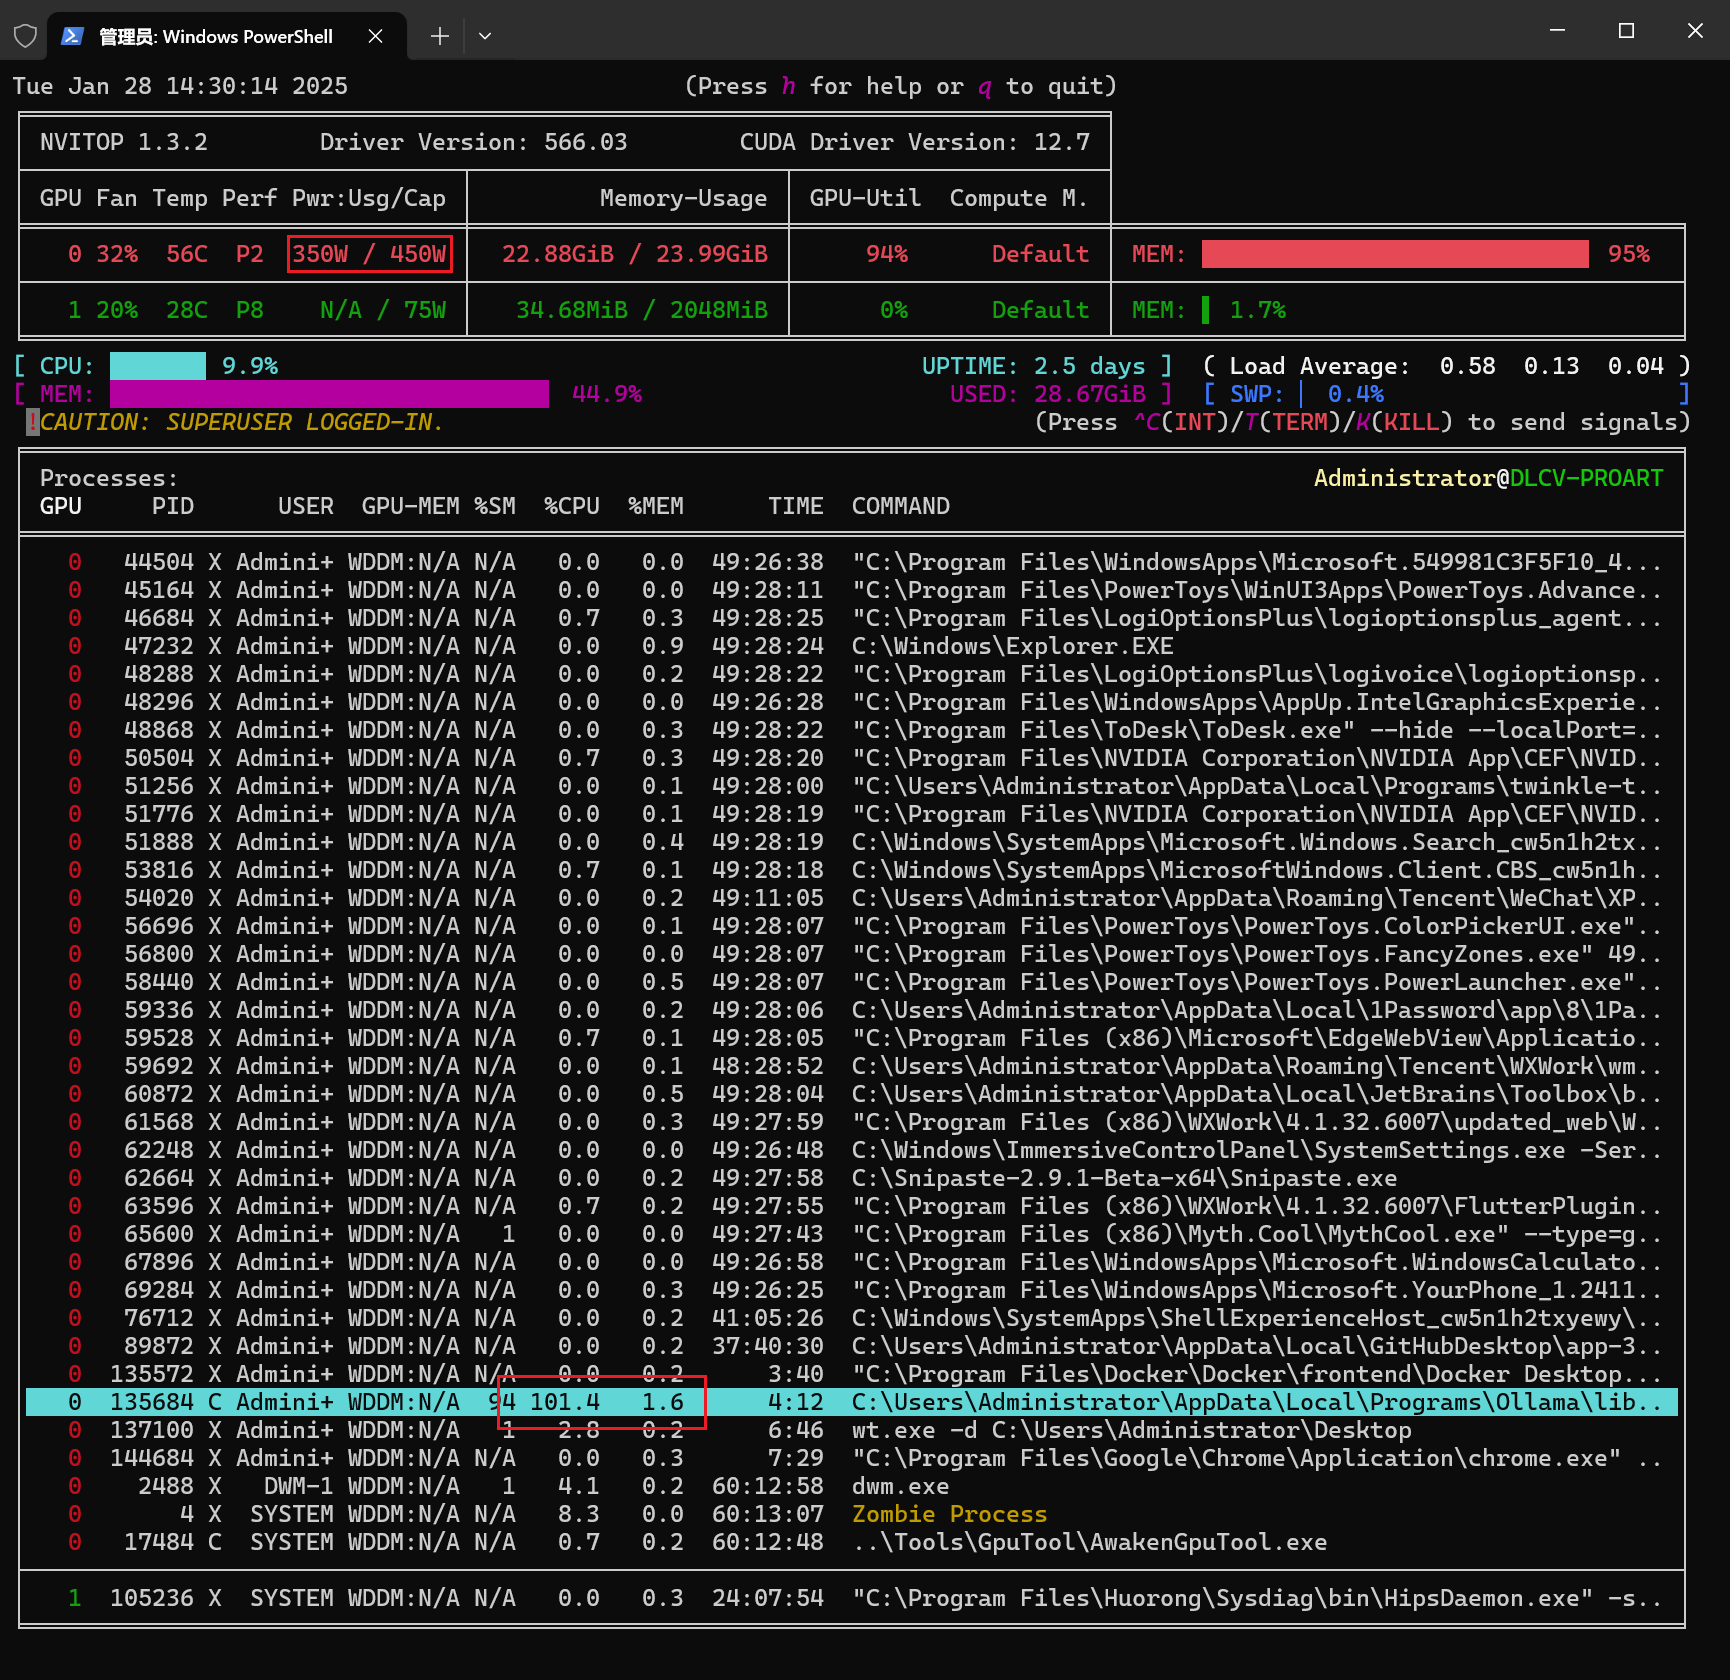 管理员: Windows PowerShell
Tue Jan 28 14:30:14 2025 (Press h for help or q to quit)
NVITOP 1.3.2 Driver Version: 566.03 CUDA Driver Version: 12.7
GPU Fan Temp Perf Pwr:Usg/Cap Memory-Usage GPU-Util Compute M.
0 32% 56C P2 350W / 450W 22.88GiB / 23.99GiB 94% Default MEM: 95%
1 20% 28C P8 N/A / 75W 34.68MiB / 2048MiB 0% Default MEM: 1.7%
[ CPU: 9.9% UPTIME: 2.5 days ] ( Load Average: 0.58 0.13 0.04 )
[ MEM: 44.9% USED: 28.67GiB ] [ SWP: 0.4% ]
!CAUTION: SUPERUSER LOGGED-IN. (Press ^C(INT)/T(TERM)/K(KILL) to send signals)
Processes: Administrator@DLCV-PROART
GPU PID USER GPU-MEM %SM %CPU %MEM TIME COMMAND
0 44504 X Admini+ WDDM:N/A N/A 0.0 0.0 49:26:38 "C:\Program Files\WindowsApps\Microsoft.549981C3F5F10_4...
0 45164 X Admini+ WDDM:N/A N/A 0.0 0.0 49:28:11 "C:\Program Files\PowerToys\WinUI3Apps\PowerToys.Advance..
0 46684 X Admini+ WDDM:N/A N/A 0.7 0.3 49:28:25 "C:\Program Files\LogiOptionsPlus\logioptionsplus_agent...
0 47232 X Admini+ WDDM:N/A N/A 0.0 0.9 49:28:24 C:\Windows\Explorer.EXE
0 48288 X Admini+ WDDM:N/A N/A 0.0 0.2 49:28:22 "C:\Program Files\LogiOptionsPlus\logivoice\logioptionsp..
0 48296 X Admini+ WDDM:N/A N/A 0.0 0.0 49:26:28 "C:\Program Files\WindowsApps\AppUp.IntelGraphicsExperie..
0 48868 X Admini+ WDDM:N/A N/A 0.0 0.3 49:28:22 "C:\Program Files\ToDesk\ToDesk.exe" --hide --localPort=..
0 50504 X Admini+ WDDM:N/A N/A 0.7 0.3 49:28:20 "C:\Program Files\NVIDIA Corporation\NVIDIA App\CEF\NVID..
0 51256 X Admini+ WDDM:N/A N/A 0.0 0.1 49:28:00 "C:\Users\Administrator\AppData\Local\Programs\twinkle-t..
0 51776 X Admini+ WDDM:N/A N/A 0.0 0.1 49:28:19 "C:\Program Files\NVIDIA Corporation\NVIDIA App\CEF\NVID..
0 51888 X Admini+ WDDM:N/A N/A 0.0 0.4 49:28:19 C:\Windows\SystemApps\Microsoft.Windows.Search_cw5n1h2tx..
0 53816 X Admini+ WDDM:N/A N/A 0.7 0.1 49:28:18 C:\Windows\SystemApps\MicrosoftWindows.Client.CBS_cw5n1h..
0 54020 X Admini+ WDDM:N/A N/A 0.0 0.2 49:11:05 C:\Users\Administrator\AppData\Roaming\Tencent\WeChat\XP..
0 56696 X Admini+ WDDM:N/A N/A 0.0 0.1 49:28:07 "C:\Program Files\PowerToys\PowerToys.ColorPickerUI.exe"..
0 56800 X Admini+ WDDM:N/A N/A 0.0 0.0 49:28:07 "C:\Program Files\PowerToys\PowerToys.FancyZones.exe" 49..
0 58440 X Admini+ WDDM:N/A N/A 0.0 0.5 49:28:07 "C:\Program Files\PowerToys\PowerToys.PowerLauncher.exe"..
0 59336 X Admini+ WDDM:N/A N/A 0.0 0.2 49:28:06 C:\Users\Administrator\AppData\Local\1Password\app\8\1Pa..
0 59528 X Admini+ WDDM:N/A N/A 0.7 0.1 49:28:05 "C:\Program Files (x86)\Microsoft\EdgeWebView\Applicatio..
0 59692 X Admini+ WDDM:N/A N/A 0.0 0.1 48:28:52 C:\Users\Administrator\AppData\Roaming\Tencent\WXWork\wm..
0 60872 X Admini+ WDDM:N/A N/A 0.0 0.5 49:28:04 C:\Users\Administrator\AppData\Local\JetBrains\Toolbox\b..
0 61568 X Admini+ WDDM:N/A N/A 0.0 0.3 49:27:59 "C:\Program Files (x86)\WXWork\4.1.32.6007\updated_web\W..
0 62248 X Admini+ WDDM:N/A N/A 0.0 0.0 49:26:48 C:\Windows\ImmersiveControlPanel\SystemSettings.exe -Ser..
0 62664 X Admini+ WDDM:N/A N/A 0.0 0.2 49:27:58 C:\Snipaste-2.9.1-Beta-x64\Snipaste.exe
0 63596 X Admini+ WDDM:N/A N/A 0.7 0.2 49:27:55 "C:\Program Files (x86)\WXWork\4.1.32.6007\FlutterPlugin..
0 65600 X Admini+ WDDM:N/A 1 0.0 0.0 49:27:43 "C:\Program Files (x86)\Myth.Cool\MythCool.exe" --type=g..
0 67896 X Admini+ WDDM:N/A N/A 0.0 0.0 49:26:58 "C:\Program Files\WindowsApps\Microsoft.WindowsCalculato..
0 69284 X Admini+ WDDM:N/A N/A 0.0 0.3 49:26:25 "C:\Program Files\WindowsApps\Microsoft.YourPhone_1.2411..
0 76712 X Admini+ WDDM:N/A N/A 0.0 0.2 41:05:26 C:\Windows\SystemApps\ShellExperienceHost_cw5n1h2txyewy\..
0 89872 X Admini+ WDDM:N/A N/A 0.0 0.2 37:40:30 C:\Users\Administrator\AppData\Local\GitHubDesktop\app-3..
0 135572 X Admini+ WDDM:N/A N/A 0.0 0.2 3:40 "C:\Program Files\Docker\Docker\frontend\Docker Desktop...
0 135684 C Admini+ WDDM:N/A 94 101.4 1.6 4:12 C:\Users\Administrator\AppData\Local\Programs\Ollama\lib..
0 137100 X Admini+ WDDM:N/A 1 2.8 0.2 6:46 wt.exe -d C:\Users\Administrator\Desktop
0 144684 X Admini+ WDDM:N/A N/A 0.0 0.3 7:29 "C:\Program Files\Google\Chrome\Application\chrome.exe" ..
0 2488 X DWM-1 WDDM:N/A 1 4.1 0.2 60:12:58 dwm.exe
0 4 X SYSTEM WDDM:N/A N/A 8.3 0.0 60:13:07 Zombie Process
0 17484 C SYSTEM WDDM:N/A N/A 0.7 0.2 60:12:48 ..\Tools\GpuTool\AwakenGpuTool.exe
1 105236 X SYSTEM WDDM:N/A N/A 0.0 0.3 24:07:54 "C:\Program Files\Huorong\Sysdiag\bin\HipsDaemon.exe" -s..